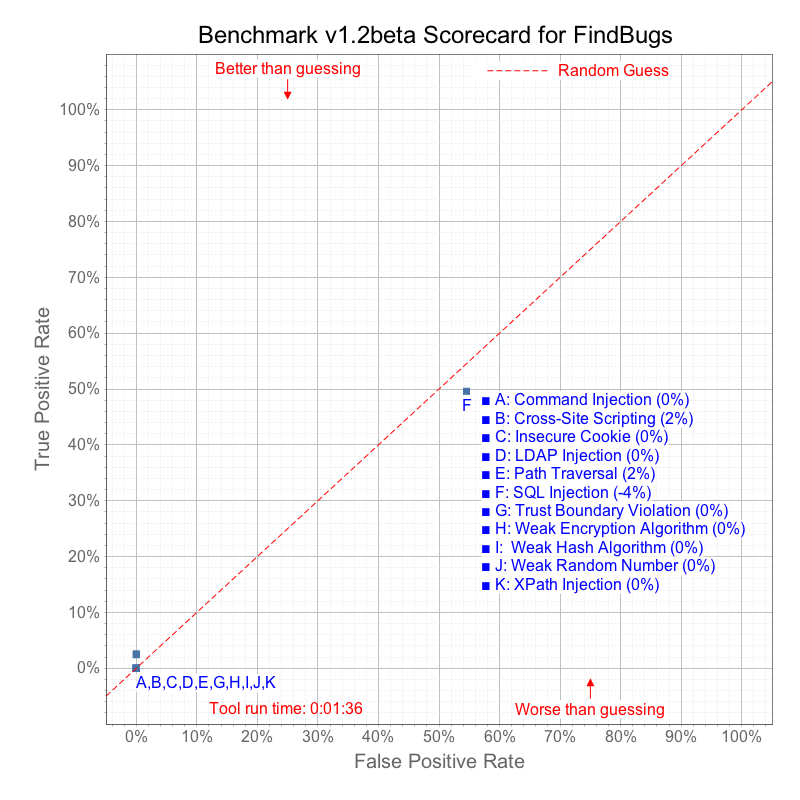 Benchmark v1.2beta Scorecard for FindBugs
Better than guessing
Random Guess
100%
90%
80%
70%
60%
50%
40%
30%
20%
10%
0%
True Positive Rate
F
A: Command Injection (0%)
B: Cross-Site Scripting (2%)
C: Insecure Cookie (0%)
D: LDAP Injection (0%)
E: Path Traversal (2%)
F: SQL Injection (-4%)
G: Trust Boundary Violation (0%)
H: Weak Encryption Algorithm (0%)
I: Weak Hash Algorithm (0%)
J: Weak Random Number (0%)
K: XPath Injection (0%)
A,B,C,D,E,G,H,I,J,K
Tool run time: 0:01:36
Worse than guessing
0% 10% 20% 30% 40% 50% 60% 70% 80% 90% 100%
False Positive Rate